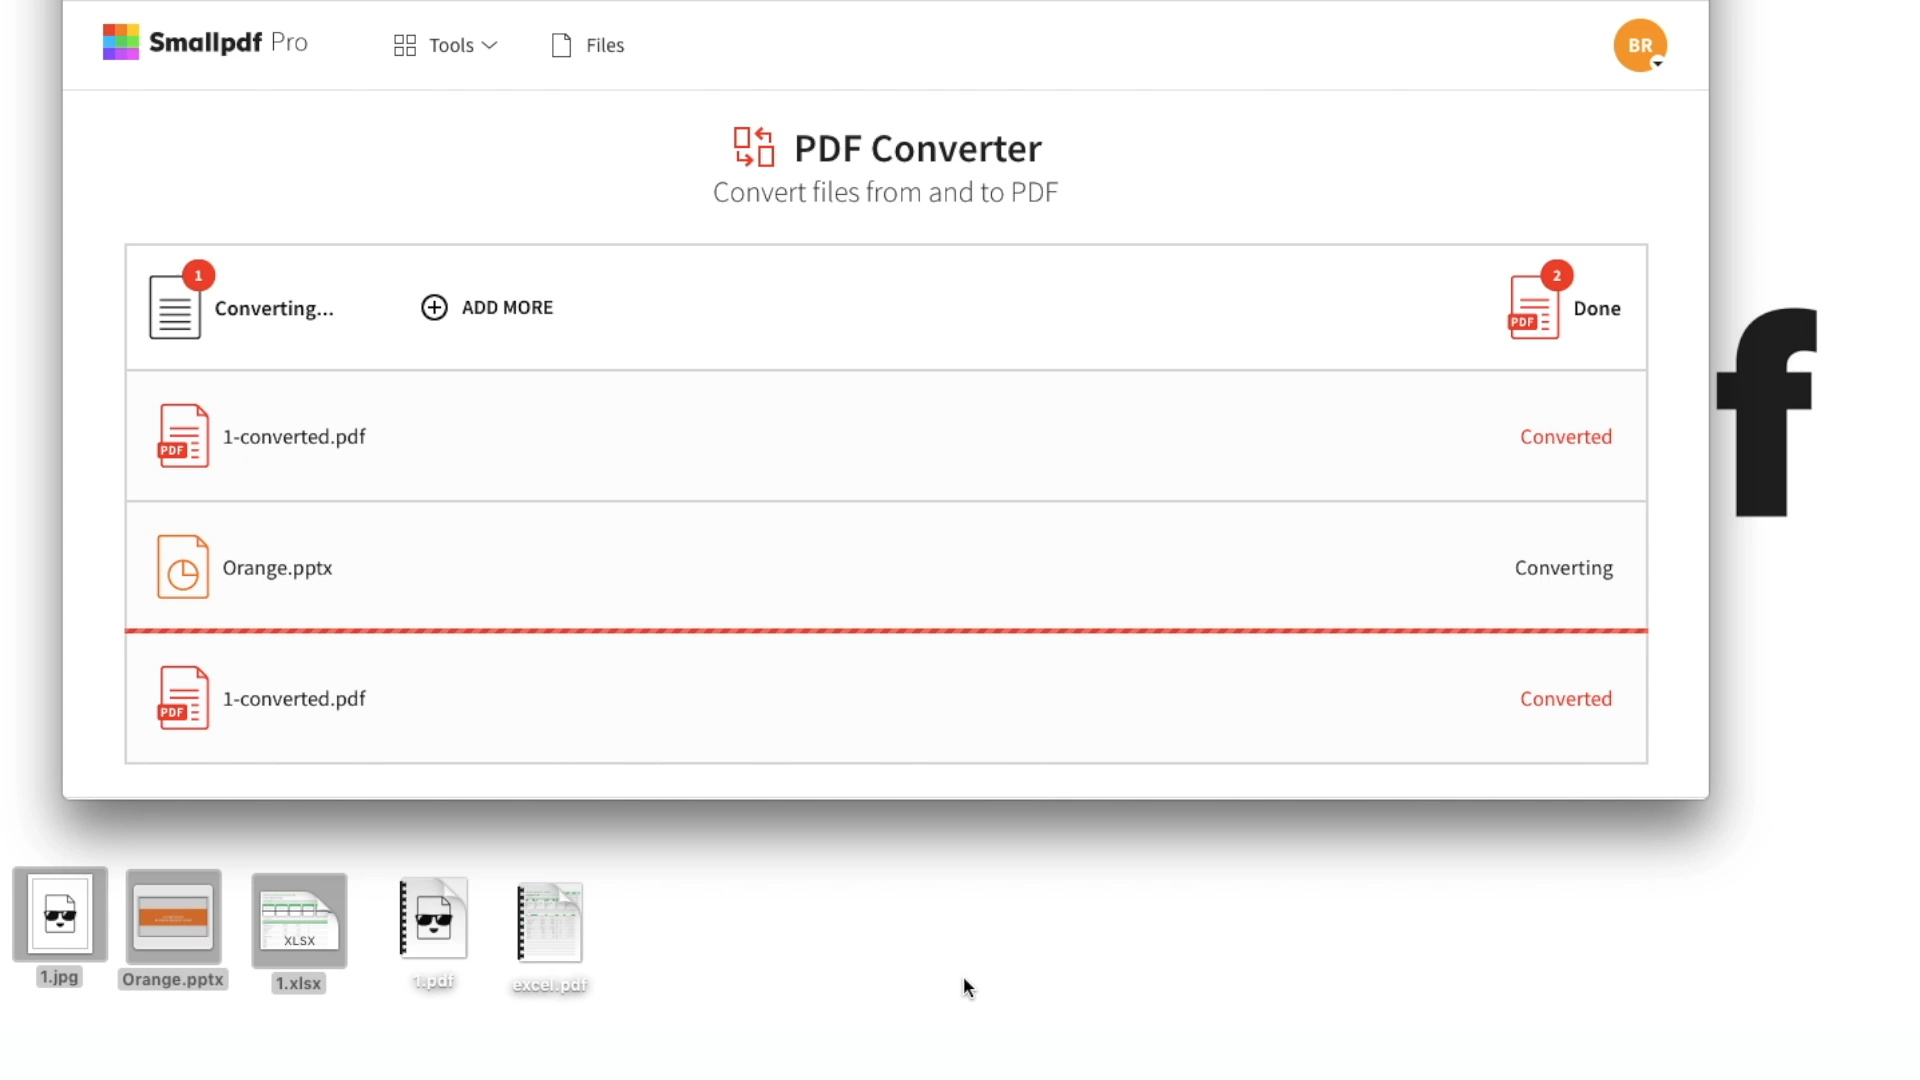 Smallpdf Pro
Tools
Files
BR
PDF Converter
Convert files from and to PDF
1
Converting...
ADD MORE
2
PDF
Done
PDF
1-converted.pdf
Converted
Orange.pptx
Converting
PDF
1-converted.pdf
Converted
f
XLSX
1.jpg
Orange.pptx
1.xlsx
1.pdf
excel.pdf